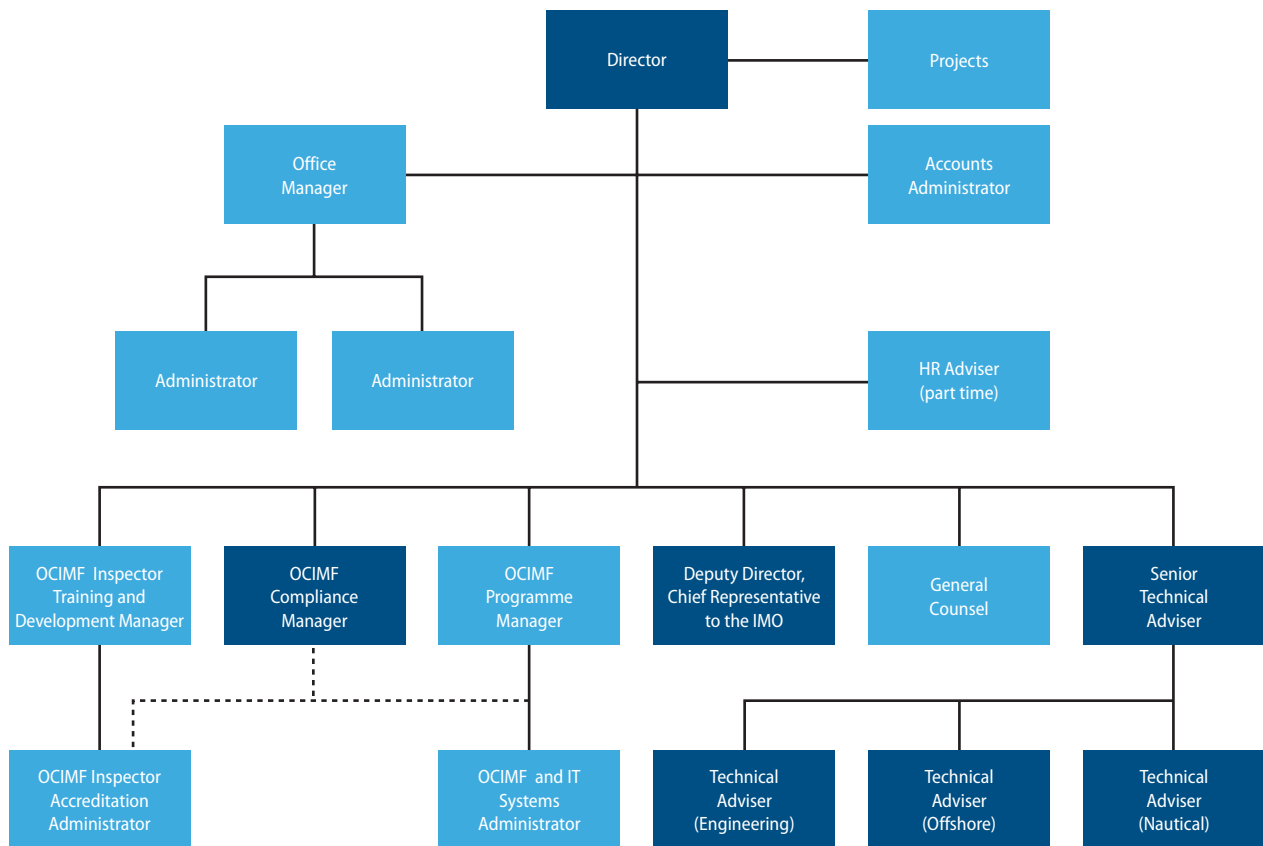 Director
Projects
Office
Manager
Accounts
Administrator
Administrator
Administrator
HR Adviser
(part time)
OCIMF Inspector
Training and
Development Manager
OCIMF
Compliance
Manager
OCIMF
Programme
Manager
Deputy Director,
Chief Representative
to the IMO
General
Counsel
Senior
Technical
Adviser
OCIMF Inspector
Accreditation
Administrator
OCIMF and IT
Systems
Administrator
Technical
Adviser
(Engineering)
Technical
Adviser
(Offshore)
Technical
Adviser
(Nautical)